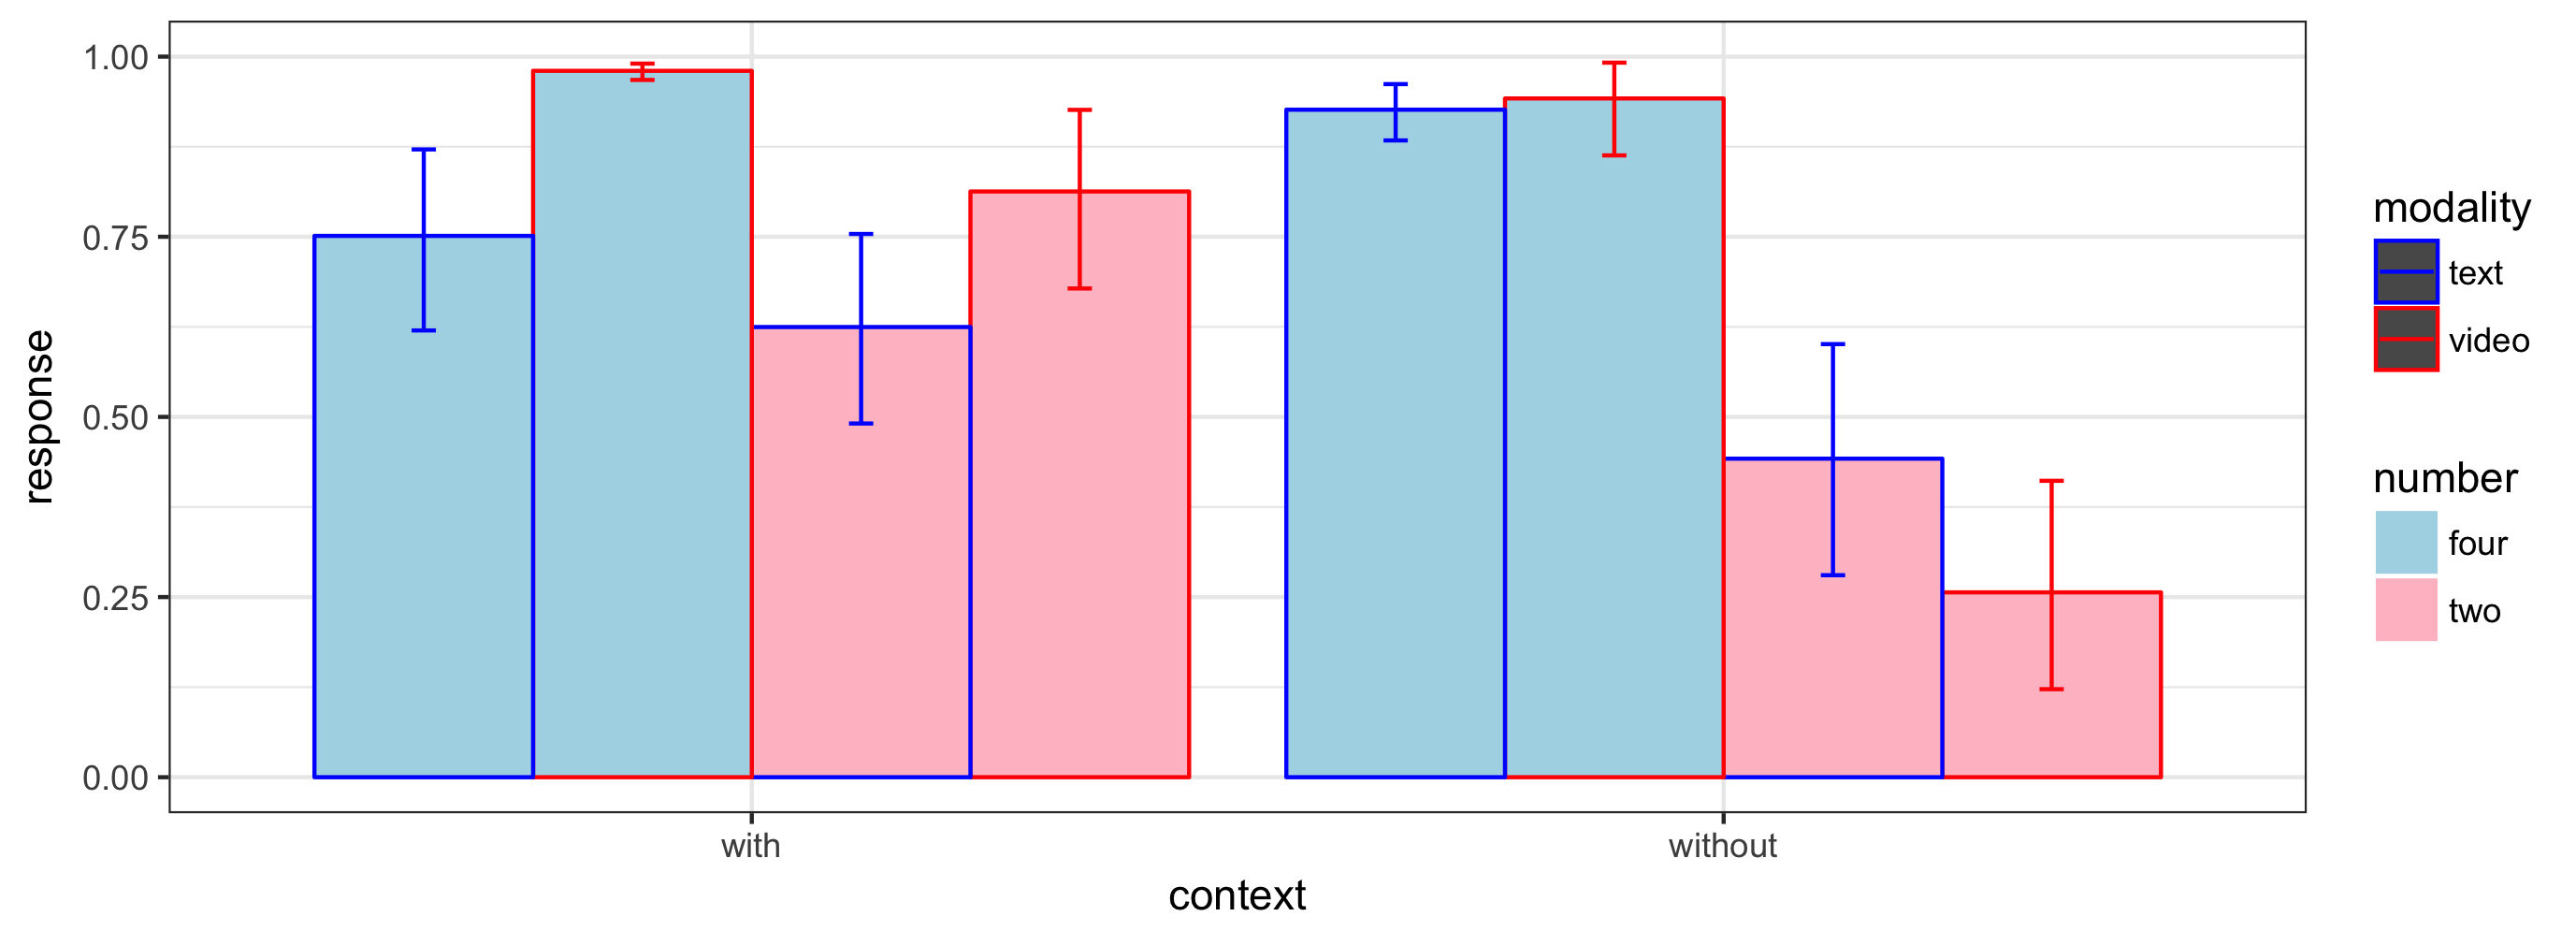 1.00
0.75
0.50
0.25
0.00
response
with
without
context
modality
text
video
number
four
two